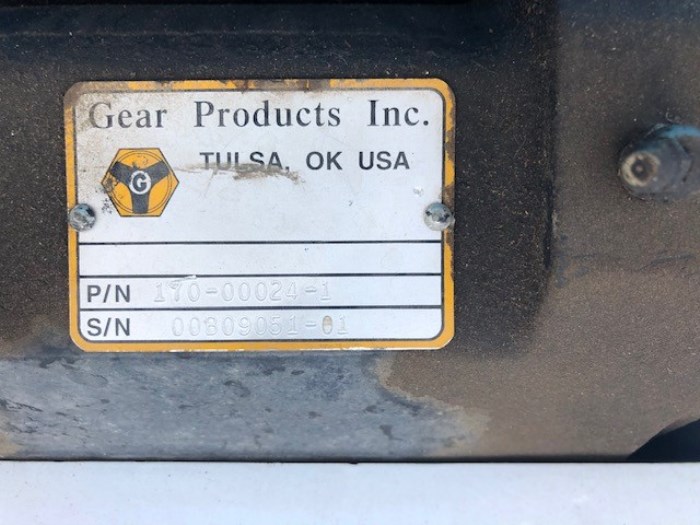 Gear Products Inc.
TULSA, OK USA
G
P/N 170-00024-1
S/N 00809051-01